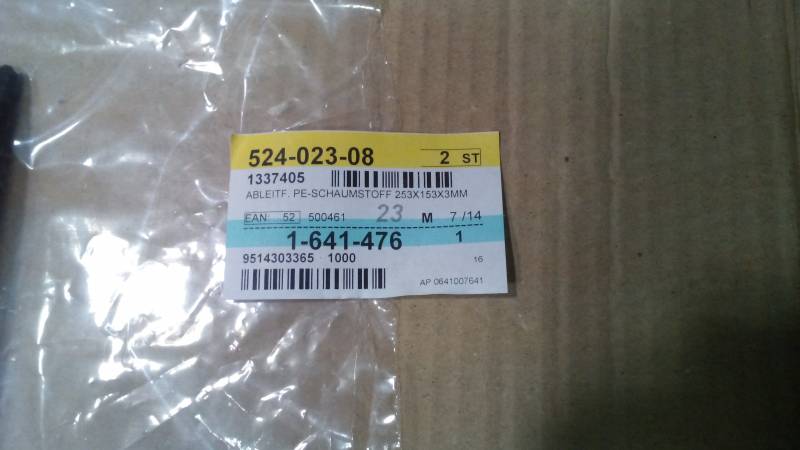 524-023-08 2 ST
1337405
ABLEITF. PE-SCHAUMSTOFF 253X153X3MM
EAN: 52 500461 23 M 7 /14
1-641-476 1
9514303365 1000 16
AP 0641007641